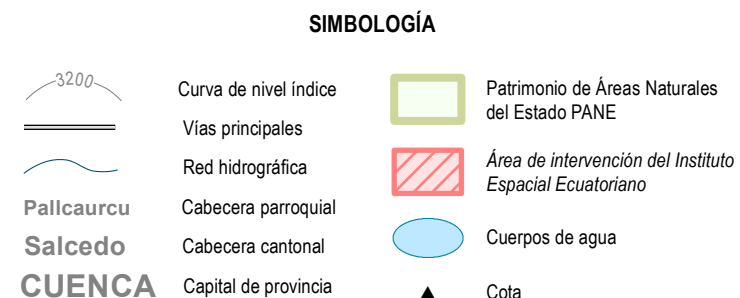 SIMBOLOGÍA
3200
Curva de nivel índice
Vías principales
Red hidrográfica
Pallcaurcu
Cabecera parroquial
Salcedo
Cabecera cantonal
CUENCA
Capital de provincia
Patrimonio de Áreas Naturales
del Estado PANE
Área de intervención del Instituto
Espacial Ecuatoriano
Cuerpos de agua
Cota